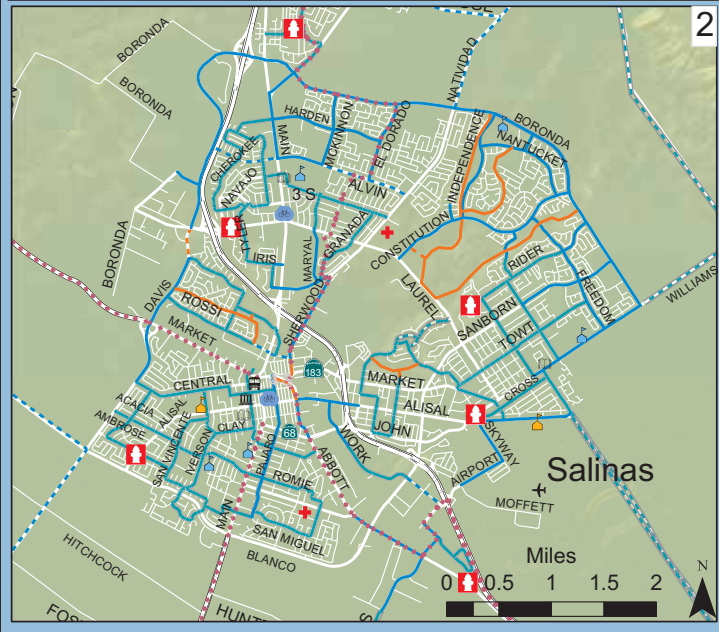 2
BORONDA
NATIVIDAD
BORONDA
HARDEN
MAIN
MCKINNON
EL DORADO
INDEPENDENCE
BORONDA
NANTUCKET
CHEROKEE
NAVAJO
3 S
ALVIN
TYLER
GRANADA
CONSTITUTION
BORONDA
IRIS
MARYAL
LAUREL
RIDER
FREEDOM
WILLIAMS
DAVIS
ROSSI
SHERWOOD
SANBORN
TOWT
MARKET
183
MARKET
CROSS
CENTRAL
ACACIA
ALISAL
ALISAL
AMBROSE
SAN VINCENTE
IVERSON
CLAY
68
JOHN
SKYWAY
PAJARO
WORK
ABBOTT
AIRPORT
Salinas
ROMIE
MOFFETT
MAIN
SAN MIGUEL
BLANCO
HITCHCOCK
Miles
N
0 0.5 1 1.5 2
FOS
HUNT
S